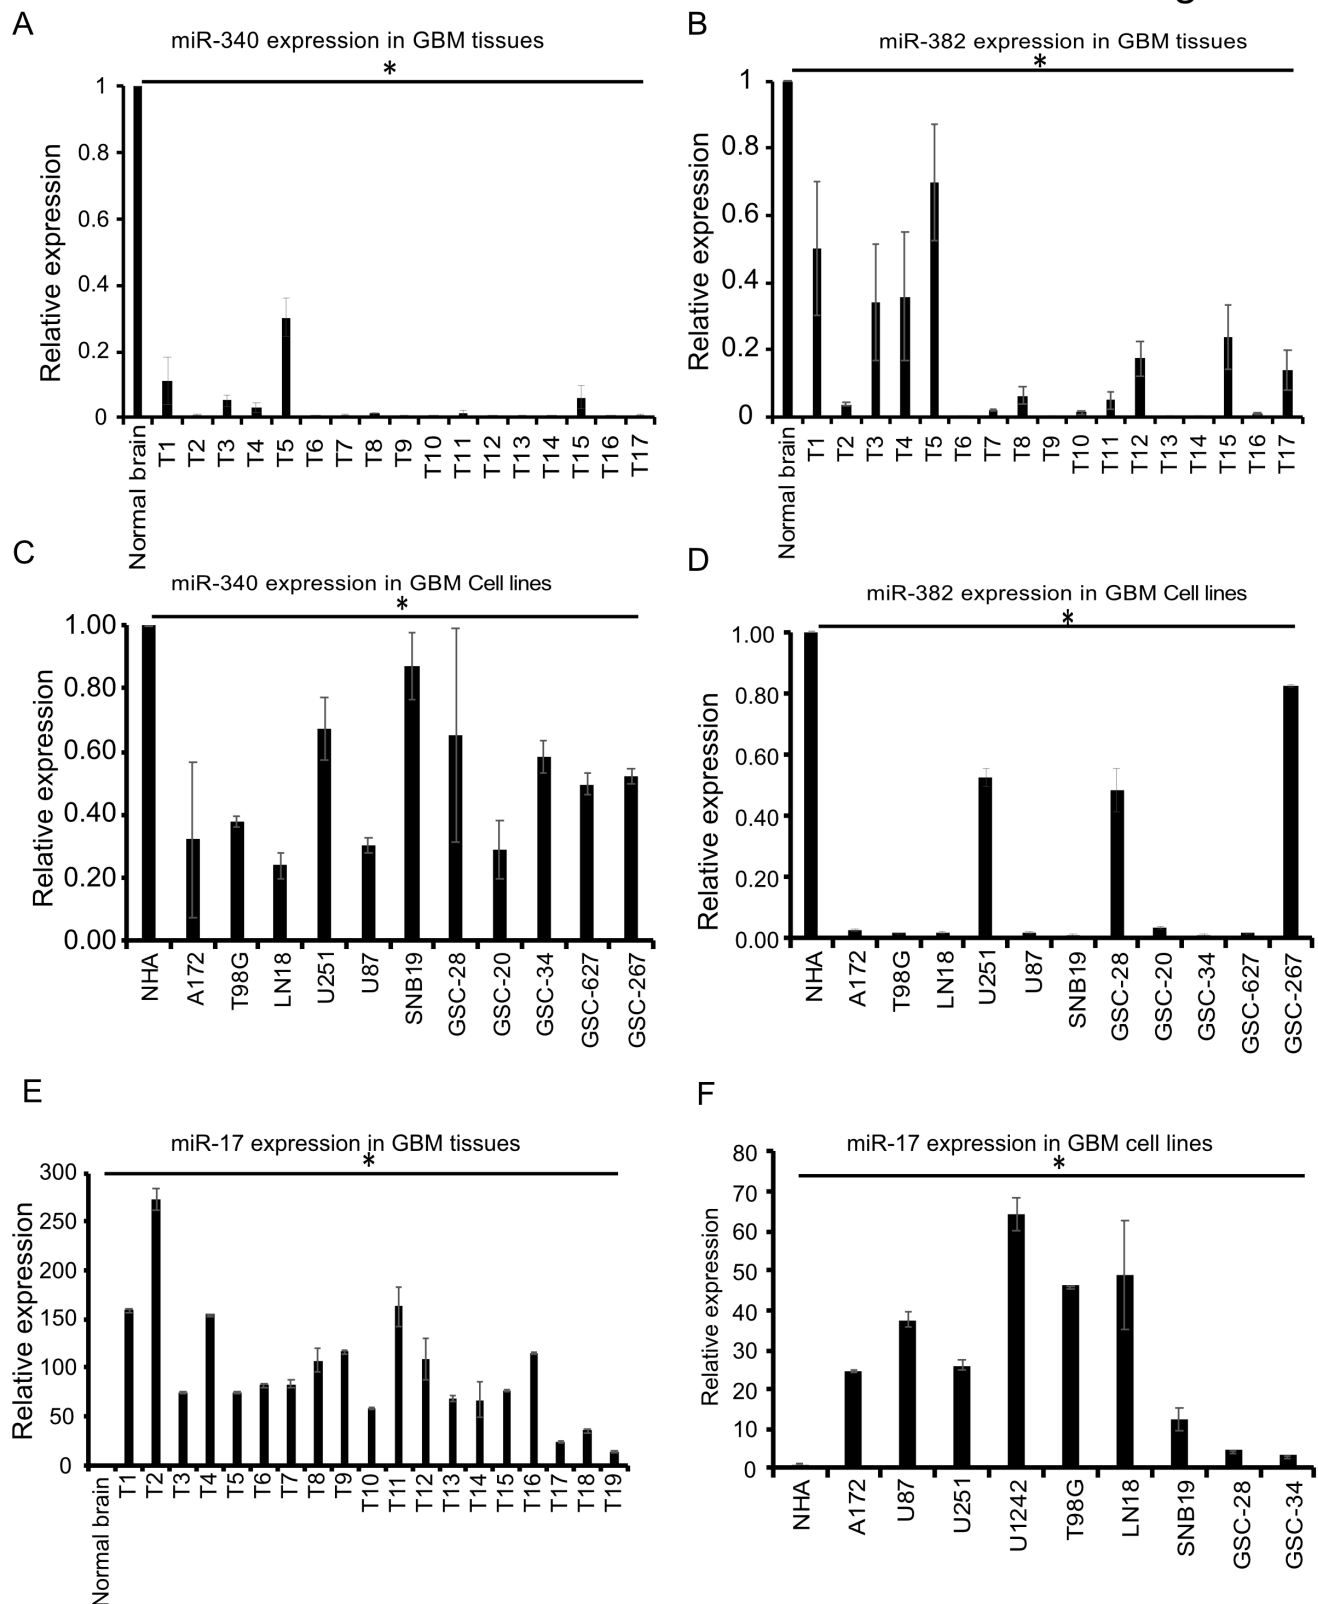 A
miR-340 expression in GBM tissues
*
Relative expression
1
0.8
0.6
0.4
0.2
0
Normal brain
T1
T2
T3
T4
T5
T6
T7
T8
T9
T10
T11
T12
T13
T14
T15
T16
T17
B
miR-382 expression in GBM tissues
*
Relative expression
1
0.8
0.6
0.4
0.2
0
Normal brain
T1
T2
T3
T4
T5
T6
T7
T8
T9
T10
T11
T12
T13
T14
T15
T16
T17
C
miR-340 expression in GBM Cell lines
*
Relative expression
1.00
0.80
0.60
0.40
0.20
0.00
NHA
A172
T98G
LN18
U251
U87
SNB19
GSC-28
GSC-20
GSC-34
GSC-627
GSC-267
D
miR-382 expression in GBM Cell lines
*
Relative expression
1.00
0.80
0.60
0.40
0.20
0.00
NHA
A172
T98G
LN18
U251
U87
SNB19
GSC-28
GSC-20
GSC-34
GSC-627
GSC-267
E
miR-17 expression in GBM tissues
*
Relative expression
300
250
200
150
100
50
0
Normal brain
T1
T2
T3
T4
T5
T6
T7
T8
T9
T10
T11
T12
T13
T14
T15
T16
T17
T18
T19
F
miR-17 expression in GBM cell lines
*
Relative expression
80
70
60
50
40
30
20
10
0
NHA
A172
U87
U251
U1242
T98G
LN18
SNB19
GSC-28
GSC-34